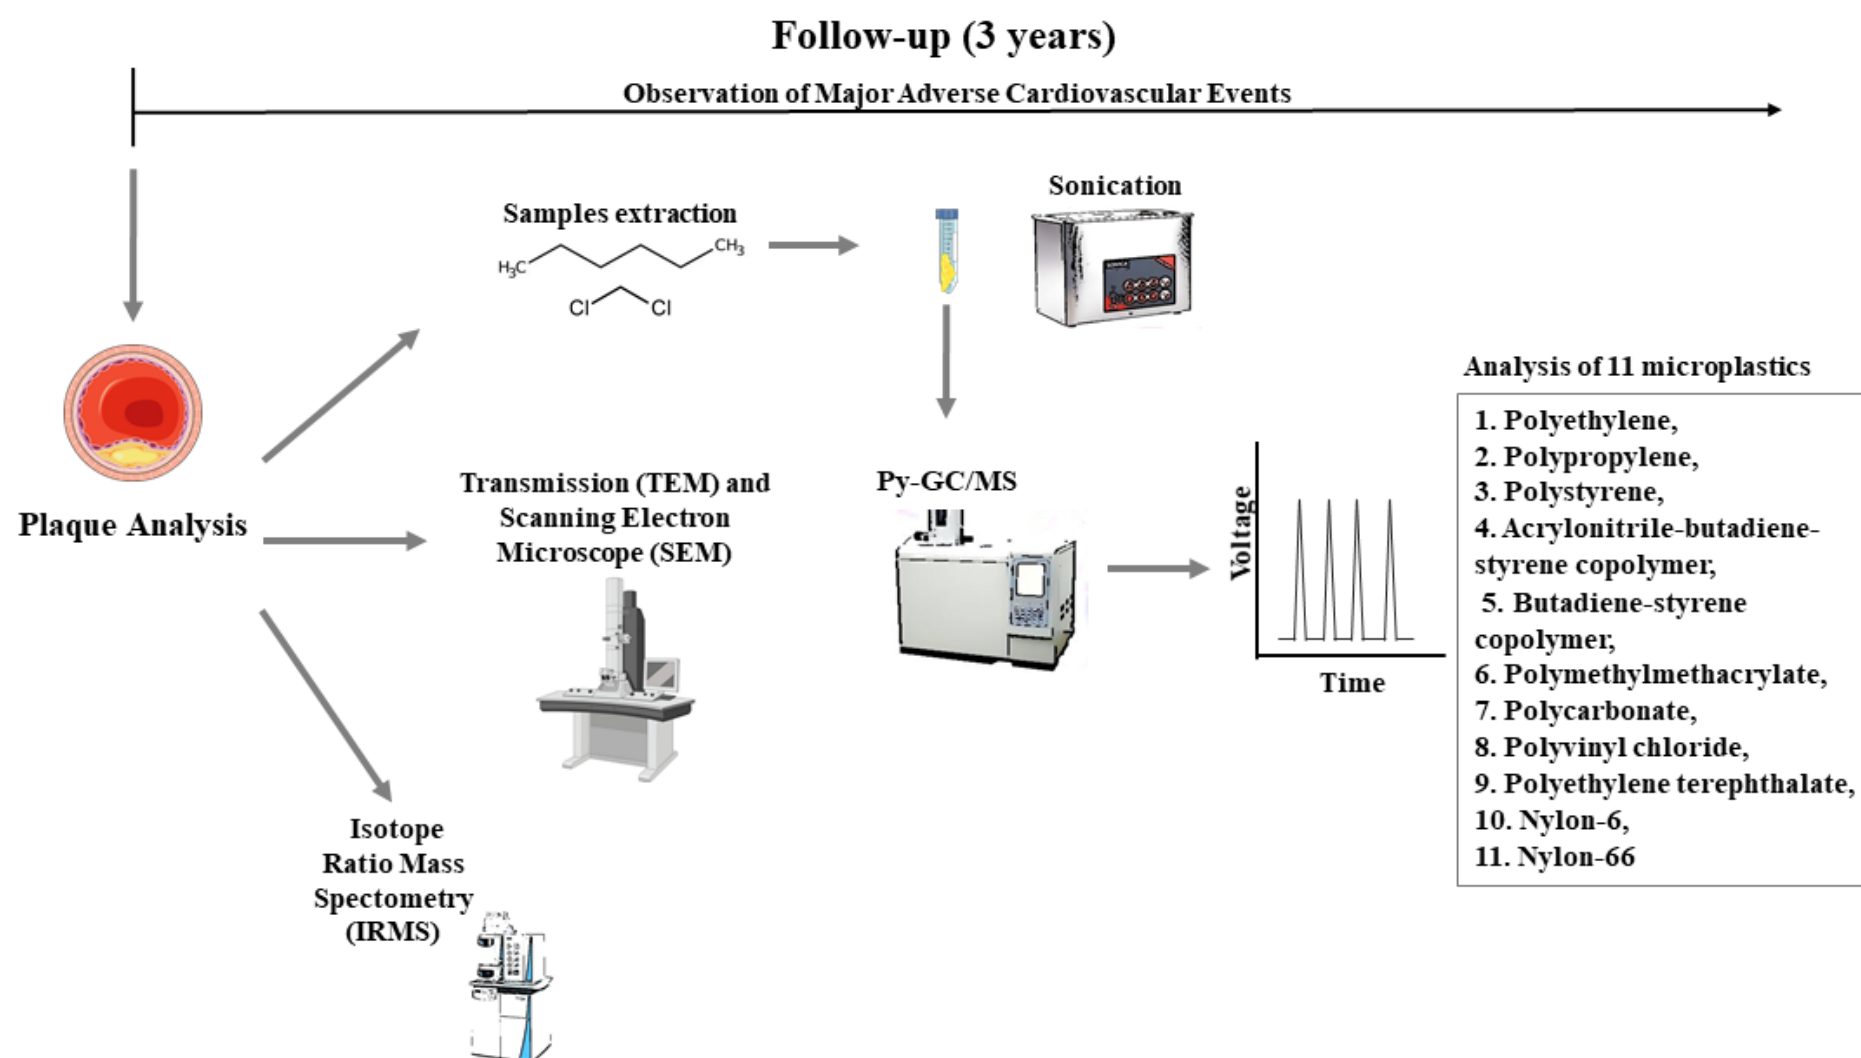 Follow-up (3 years)
Observation of Major Adverse Cardiovascular Events
Samples extraction
H₃C
CH₃
Cl
Cl
Sonication
Plaque Analysis
Transmission (TEM) and
Scanning Electron
Microscope (SEM)
Isotope
Ratio Mass
Spectometry
(IRMS)
Py-GC/MS
Voltage
Time
Analysis of 11 microplastics
1. Polyethylene,
2. Polypropylene,
3. Polystyrene,
4. Acrylonitrile-butadiene-
styrene copolymer,
5. Butadiene-styrene
copolymer,
6. Polymethylmethacrylate,
7. Polycarbonate,
8. Polyvinyl chloride,
9. Polyethylene terephthalate,
10. Nylon-6,
11. Nylon-66